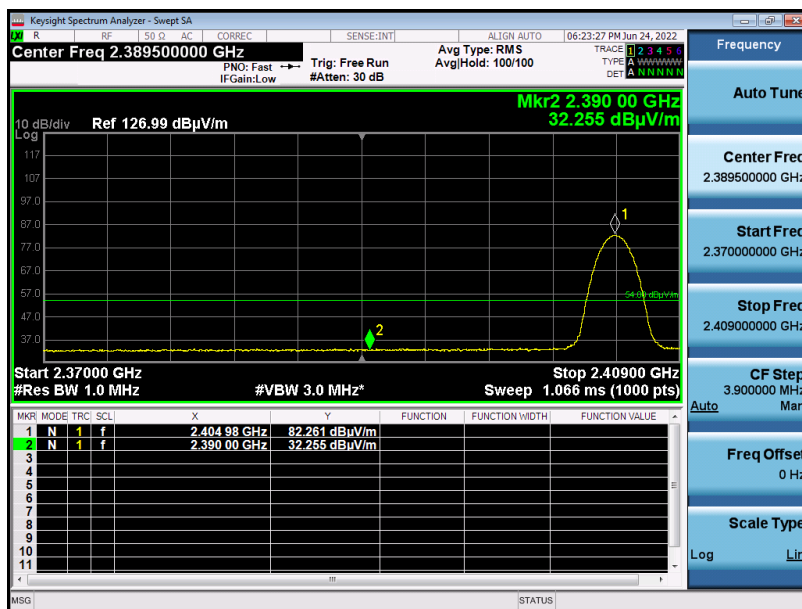 Keysight Spectrum Analyzer - Swept SA
R RF 50 Ω AC CORREC SENSE:INT ALIGN AUTO 06:23:27 PM Jun 24, 2022
Center Freq 2.389500000 GHz
PNO: Fast
IFGain:Low
Trig: Free Run
#Atten: 30 dB
Avg Type: RMS
Avg|Hold: 100/100
TRACE 1 2 3 4 5 6
TYPE A W W W W W
DET A N N N N N
Frequency
Mkr2 2.390 00 GHz
32.255 dBµV/m
10 dB/div Ref 126.99 dBµV/m
Log
117
107
97.0
87.0
77.0
67.0
57.0
47.0
37.0
1
2
54.00 dBµV/m
Start 2.37000 GHz Stop 2.40900 GHz
#Res BW 1.0 MHz #VBW 3.0 MHz* Sweep 1.066 ms (1000 pts)
MKR MODE TRC SCL X Y FUNCTION FUNCTION WIDTH FUNCTION VALUE
1 N 1 f 2.404 98 GHz 82.261 dBµV/m
2 N 1 f 2.390 00 GHz 32.255 dBµV/m
3
4
5
6
7
8
9
10
11
MSG STATUS
Auto Tune
Center Freq
2.389500000 GHz
Start Freq
2.370000000 GHz
Stop Freq
2.409000000 GHz
CF Step
3.900000 MHz
Auto Man
Freq Offset
0 Hz
Scale Type
Log Lin